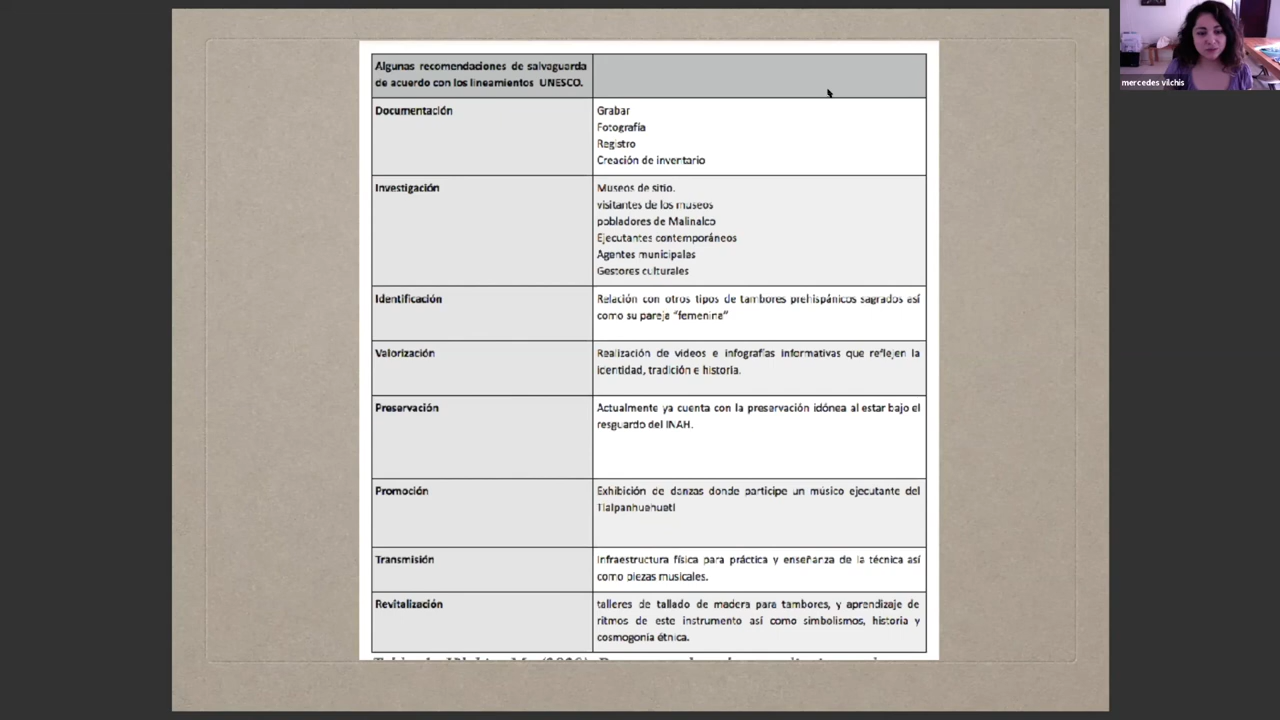 mercedes vilchis
Algunas recomendaciones de salvaguarda
de acuerdo con los lineamientos UNESCO.
Documentación
Grabar
Fotografía
Registro
Creación de inventario
Investigación
Museos de sitio.
visitantes de los museos
pobladores de Malinalco
Ejecutantes contemporáneos
Agentes municipales
Gestores culturales
Identificación
Relación con otros tipos de tambores prehispánicos sagrados así
como su pareja “femenina”
Valorización
Realización de videos e infografías informativas que reflejen la
identidad, tradición e historia.
Preservación
Actualmente ya cuenta con la preservación idónea al estar bajo el
resguardo del INAH.
Promoción
Exhibición de danzas donde participe un músico ejecutante del
Tlalpanhuehuetl
Transmisión
Infraestructura física para práctica y enseñanza de la técnica así
como piezas musicales.
Revitalización
talleres de tallado de madera para tambores, y aprendizaje de
ritmos de este instrumento así como simbolismos, historia y
cosmogonía étnica.